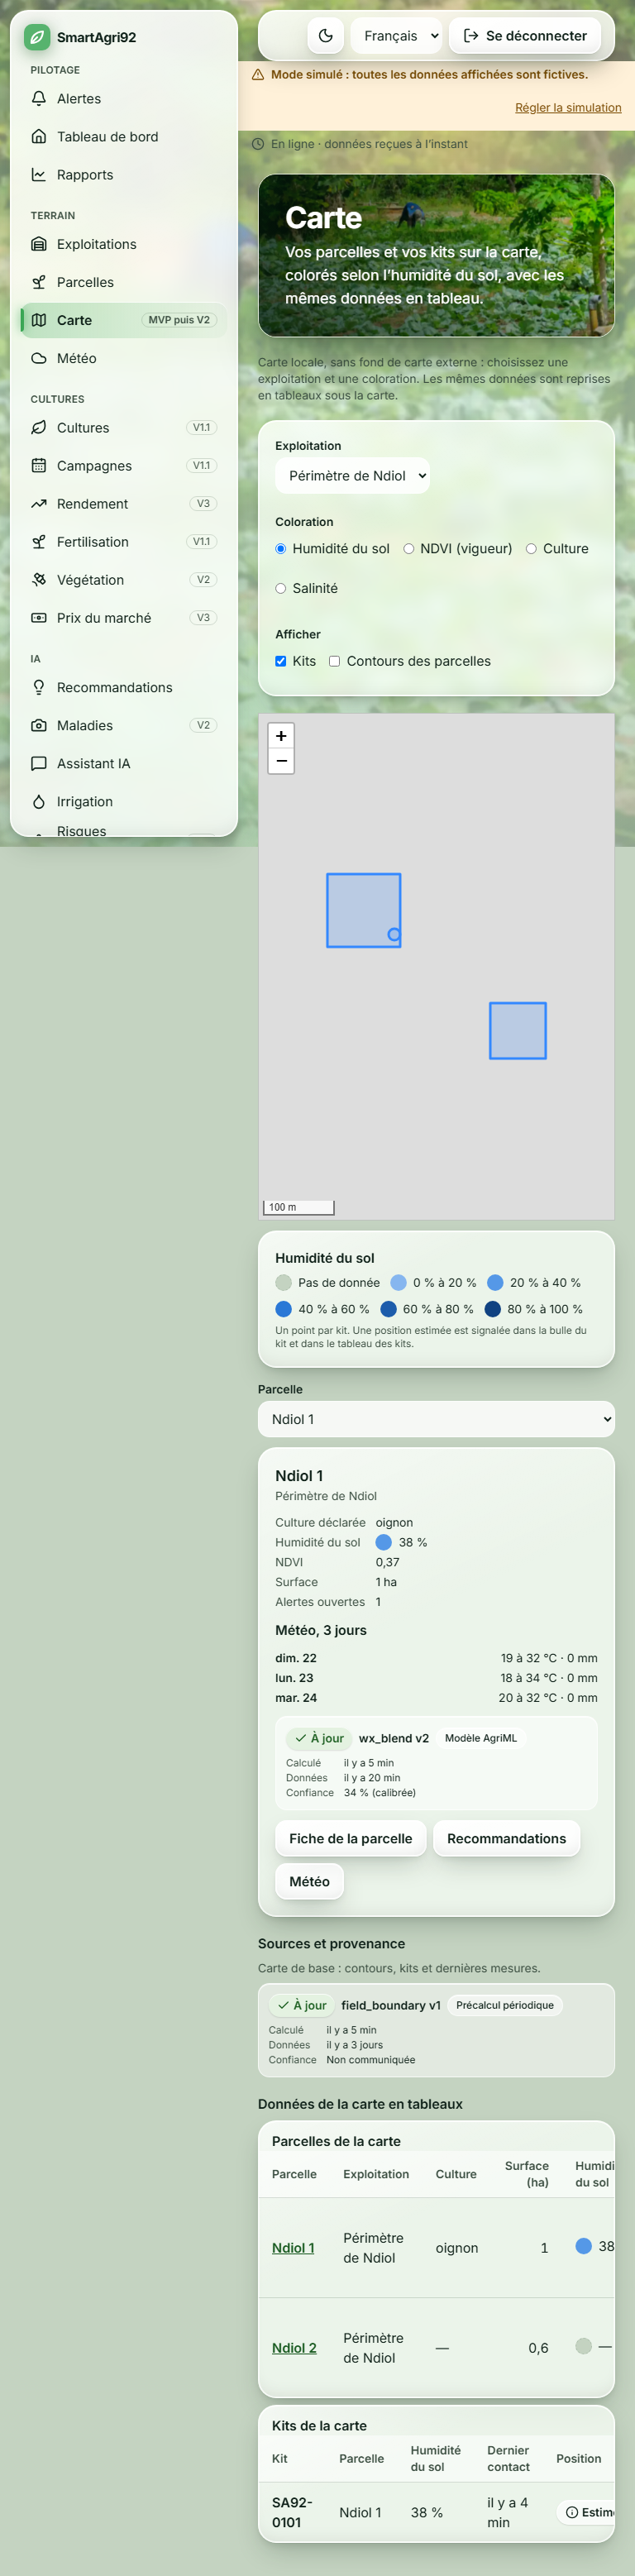 SmartAgri92
PILOTAGE
Alertes
Tableau de bord
Rapports
TERRAIN
Exploitations
Parcelles
Carte MVP puis V2
Météo
CULTURES
Cultures V1.1
Campagnes V1.1
Rendement V3
Fertilisation V1.1
Végétation V2
Prix du marché V3
IA
Recommandations
Maladies V2
Assistant IA
Irrigation
Risques
Français
Se déconnecter
Mode simulé : toutes les données affichées sont fictives.
Régler la simulation
En ligne · données reçues à l’instant
Carte
Vos parcelles et vos kits sur la carte,
colorés selon l’humidité du sol, avec les
mêmes données en tableau.
Carte locale, sans fond de carte externe : choisissez une
exploitation et une coloration. Les mêmes données sont reprises
en tableaux sous la carte.
Exploitation
Périmètre de Ndiol
Coloration
Humidité du sol NDVI (vigueur) Culture
Salinité
Afficher
Kits Contours des parcelles
+
−
100 m
Humidité du sol
Pas de donnée 0 % à 20 % 20 % à 40 %
40 % à 60 % 60 % à 80 % 80 % à 100 %
Un point par kit. Une position estimée est signalée dans la bulle du
kit et dans le tableau des kits.
Parcelle
Ndiol 1
Ndiol 1
Périmètre de Ndiol
Culture déclarée oignon
Humidité du sol 38 %
NDVI 0,37
Surface 1 ha
Alertes ouvertes 1
Météo, 3 jours
dim. 22 19 à 32 °C · 0 mm
lun. 23 18 à 34 °C · 0 mm
mar. 24 20 à 32 °C · 0 mm
À jour wx_blend v2 Modèle AgriML
Calculé il y a 5 min
Données il y a 20 min
Confiance 34 % (calibrée)
Fiche de la parcelle Recommandations
Météo
Sources et provenance
Carte de base : contours, kits et dernières mesures.
À jour field_boundary v1 Précalcul périodique
Calculé il y a 5 min
Données il y a 3 jours
Confiance Non communiquée
Données de la carte en tableaux
Parcelles de la carte
Parcelle Exploitation Culture Surface (ha) Humidi du sol
Ndiol 1 Périmètre de Ndiol oignon 1 38
Ndiol 2 Périmètre de Ndiol — 0,6 —
Kits de la carte
Kit Parcelle Humidité du sol Dernier contact Position
SA92-0101 Ndiol 1 38 % il y a 4 min Estim